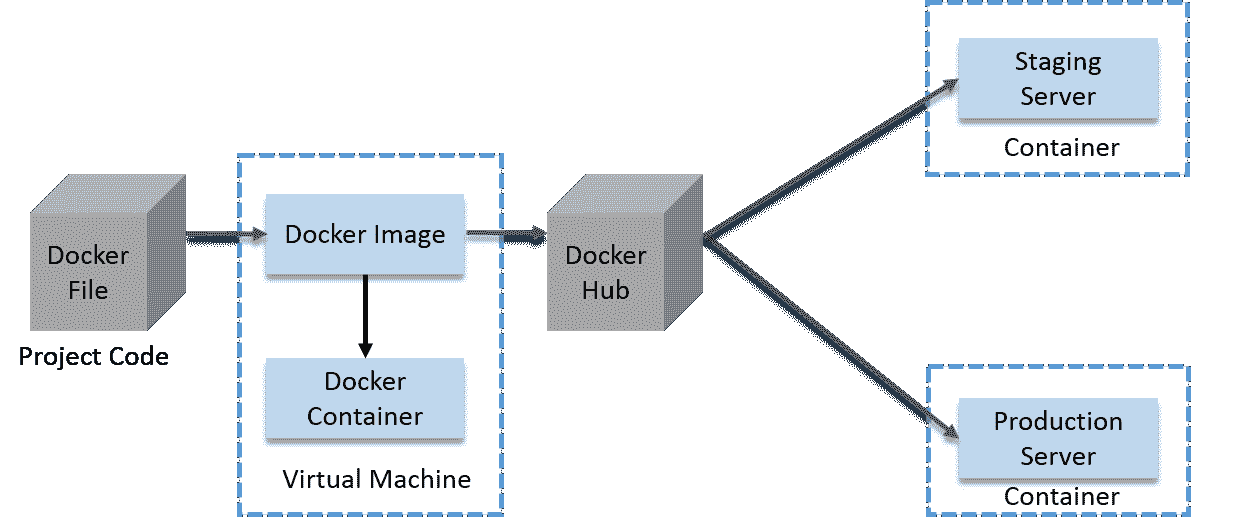 Docker
File
Project Code
Docker Image
Docker
Container
Virtual Machine
Docker
Hub
Staging
Server
Container
Production
Server
Container